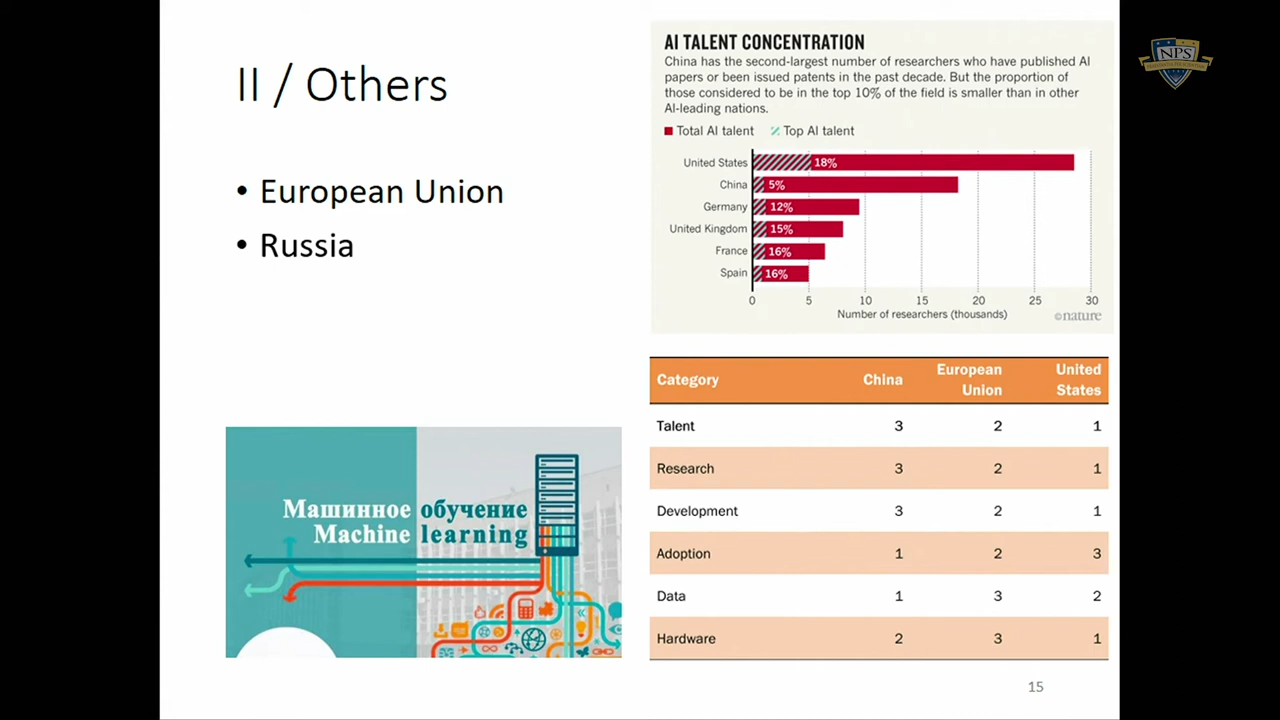 II / Others
• European Union
• Russia
AI TALENT CONCENTRATION
China has the second-largest number of researchers who have published AI
papers or been issued patents in the past decade. But the proportion of
those considered to be in the top 10% of the field is smaller than in other
AI-leading nations.
Total AI talent Top AI talent
United States 18%
China 5%
Germany 12%
United Kingdom 15%
France 16%
Spain 16%
0 5 10 15 20 25 30
Number of researchers (thousands)
©nature
Category China European Union United States
Talent 3 2 1
Research 3 2 1
Development 3 2 1
Adoption 1 2 3
Data 1 3 2
Hardware 2 3 1
Машинное обучение
Machine learning
15
NPS